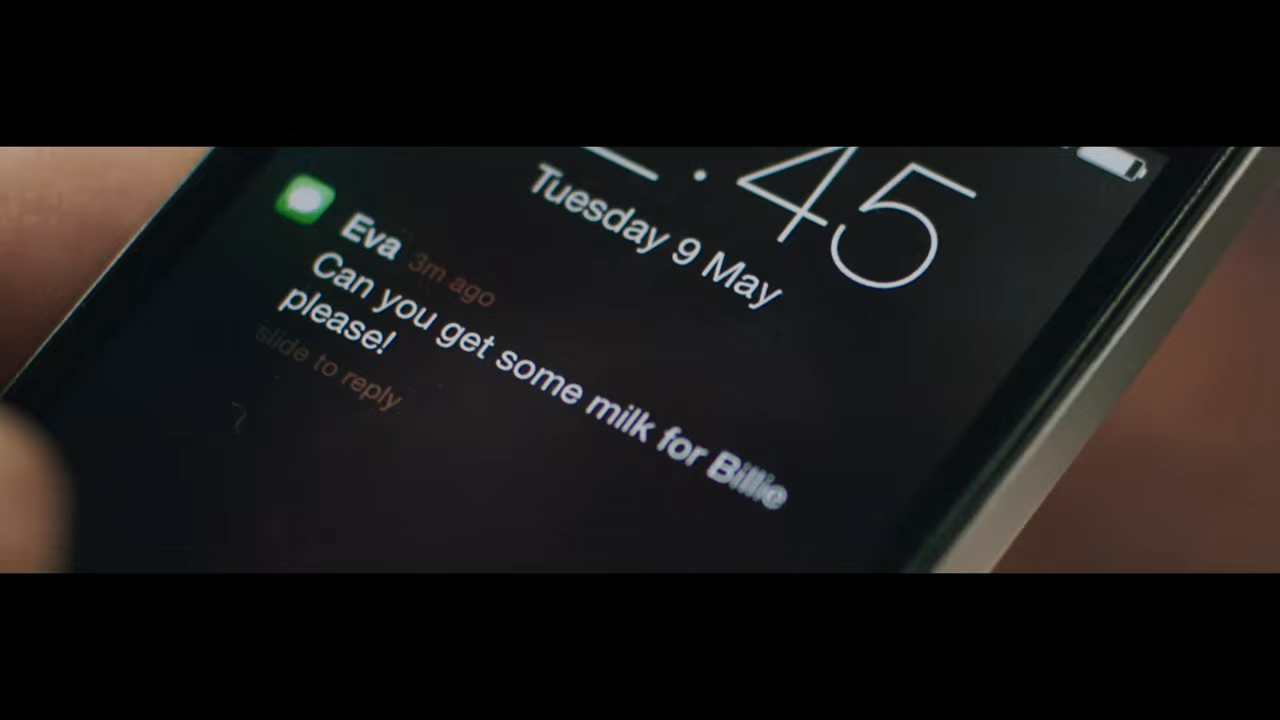 :45
Tuesday 9 May
Eva 3m ago
Can you get some milk for Billie
please!
slide to reply